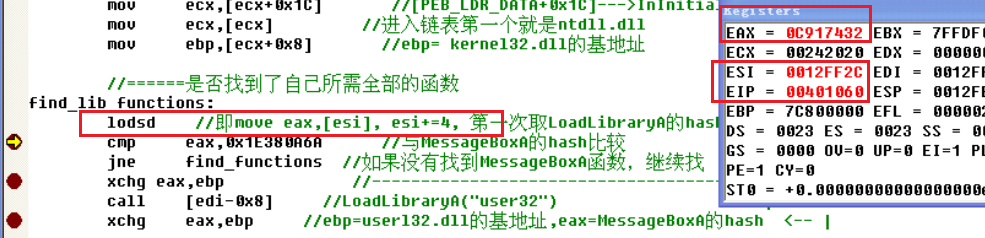 mov ecx,[ecx+0x1C] //[PEB_LDR_DATA+0x1C]--->InInitia
mov ecx,[ecx] //进入链表第一个就是ntdll.dll
mov ebp,[ecx+0x8] //ebp= kernel32.dll的基地址
//======是否找到了自己所需全部的函数
find_lib_functions:
lodsd //即move eax,[esi], esi+=4, 第一次取LoadLibraryA的hash
cmp eax,0x1E380A6A //与MessageBoxA的hash比较
jne find_functions //如果没有找到MessageBoxA函数，继续找
xchg eax,ebp //------------------------------------
call [edi-0x8] //LoadLibraryA("user32")
xchg eax,ebp //ebp=userl32.dll的基地址,eax=MessageBoxA的hash <-- |
Registers
EAX = 0C917432 EBX = 7FFDF
ECX = 00242020 EDX = 00000
ESI = 0012FF2C EDI = 0012F
EIP = 00401060 ESP = 0012F
EBP = 7C800000 EFL = 00000
DS = 0023 ES = 0023 SS = 00
GS = 0000 OV=0 UP=0 EI=1 PL
PE=1 CY=0
ST0 = +0.00000000000000000